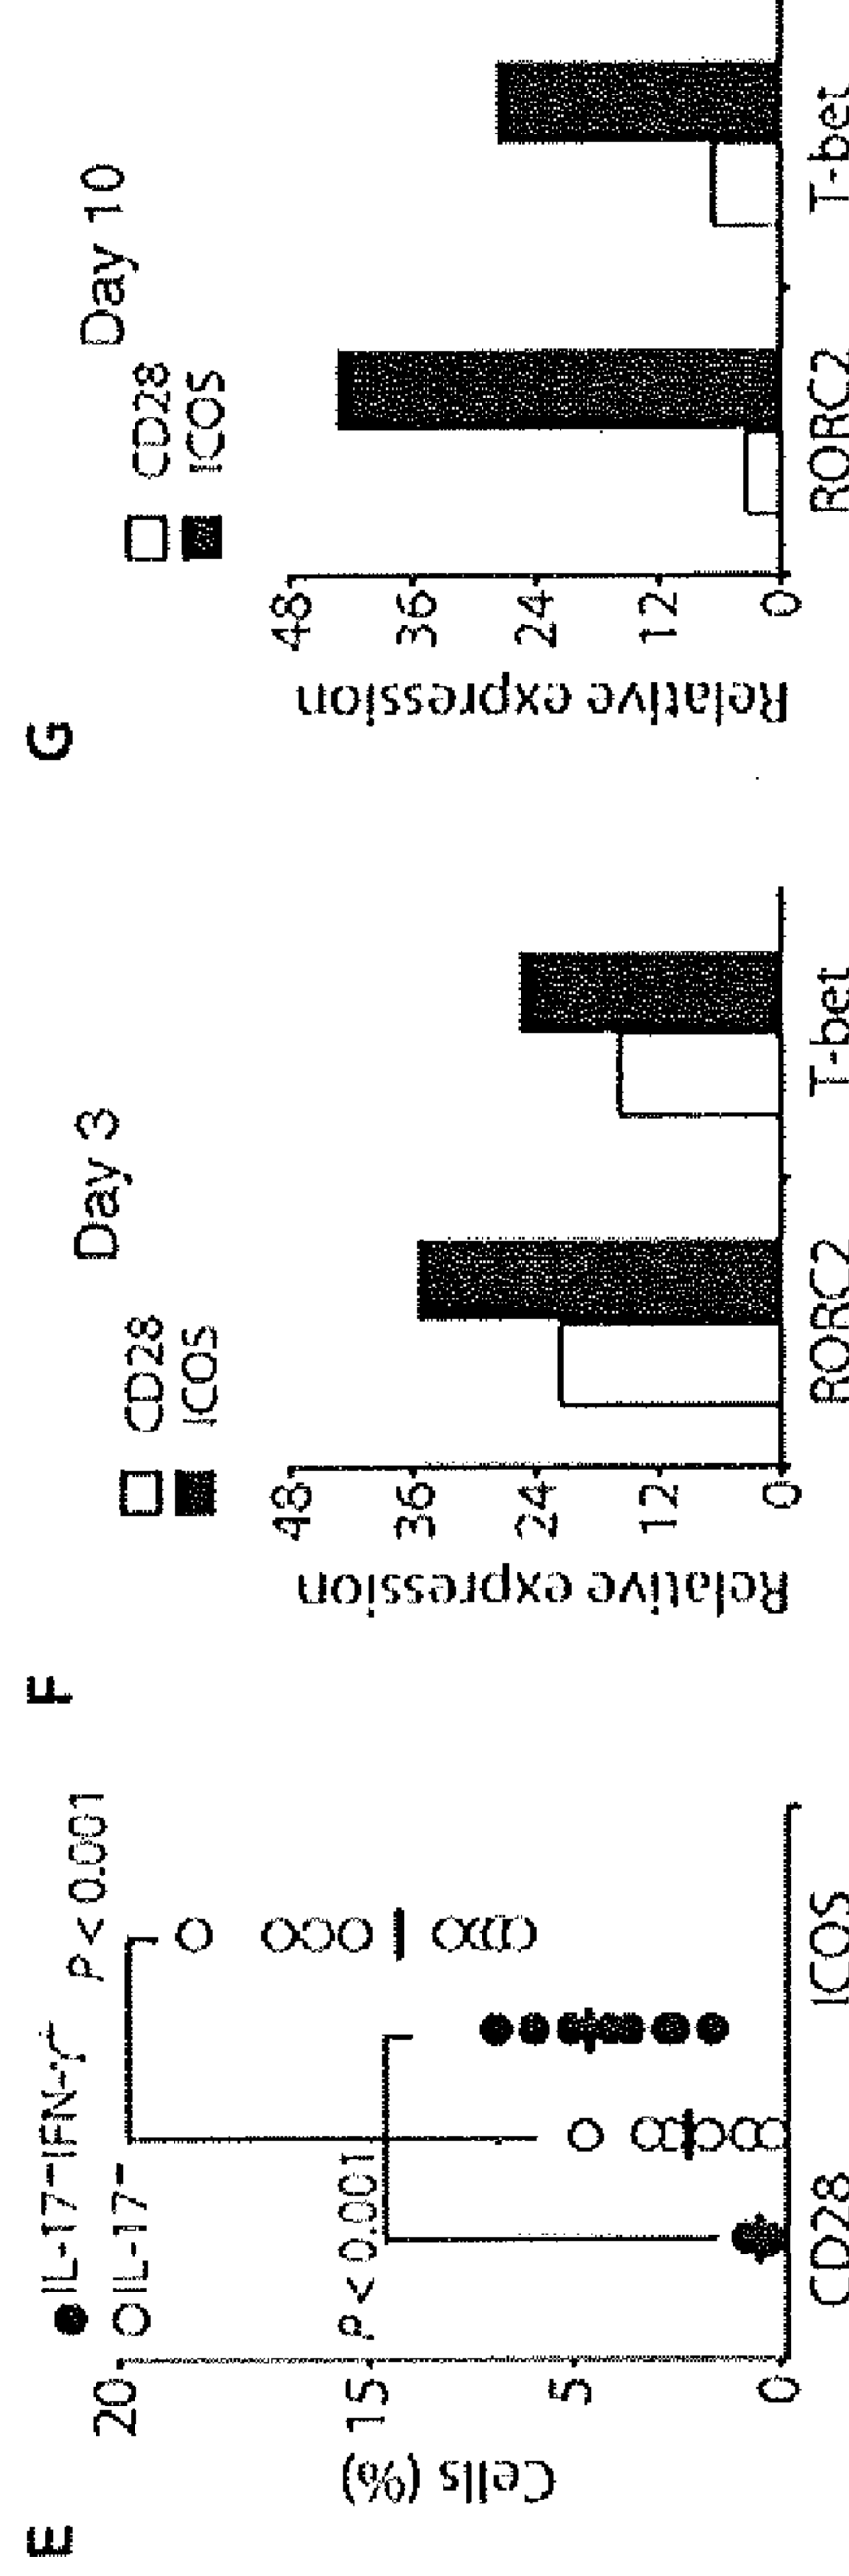 E
● IL-17⁻IFN-γ⁺
○ IL-17⁻
P < 0.001
P < 0.001
Cells (%)
20
15
5
0
CD28
ICOS
F
Day 3
CD28
ICOS
Relative expression
48
36
24
12
0
RORC2
T-bet
G
Day 10
CD28
ICOS
Relative expression
48
36
24
12
0
RORC2
T-bet